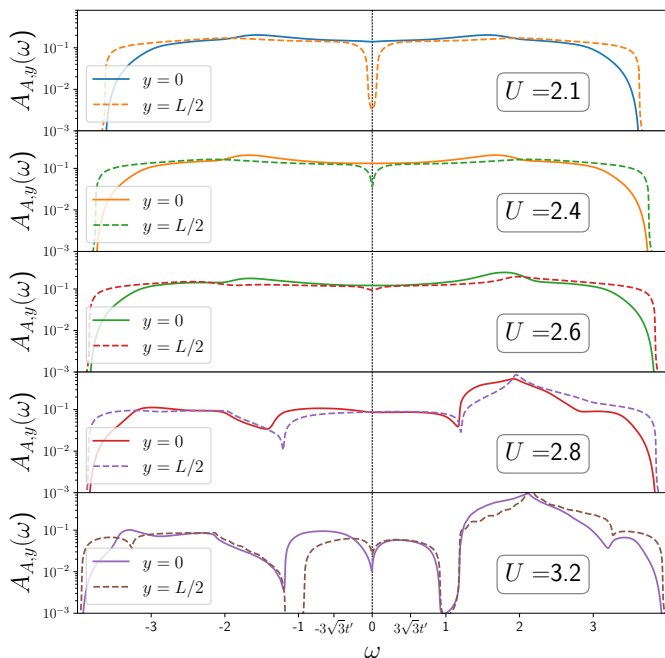 10⁻¹
10⁻²
10⁻³
A_{A,y}(ω)
y = 0
y = L/2
U = 2.1
10⁻¹
10⁻²
10⁻³
A_{A,y}(ω)
y = 0
y = L/2
U = 2.4
10⁻¹
10⁻²
10⁻³
A_{A,y}(ω)
y = 0
y = L/2
U = 2.6
10⁻¹
10⁻²
10⁻³
A_{A,y}(ω)
y = 0
y = L/2
U = 2.8
10⁻¹
10⁻²
10⁻³
A_{A,y}(ω)
y = 0
y = L/2
U = 3.2
-3 -2 -1 -3√3t′ 0 3√3t′ 1 2 3
ω